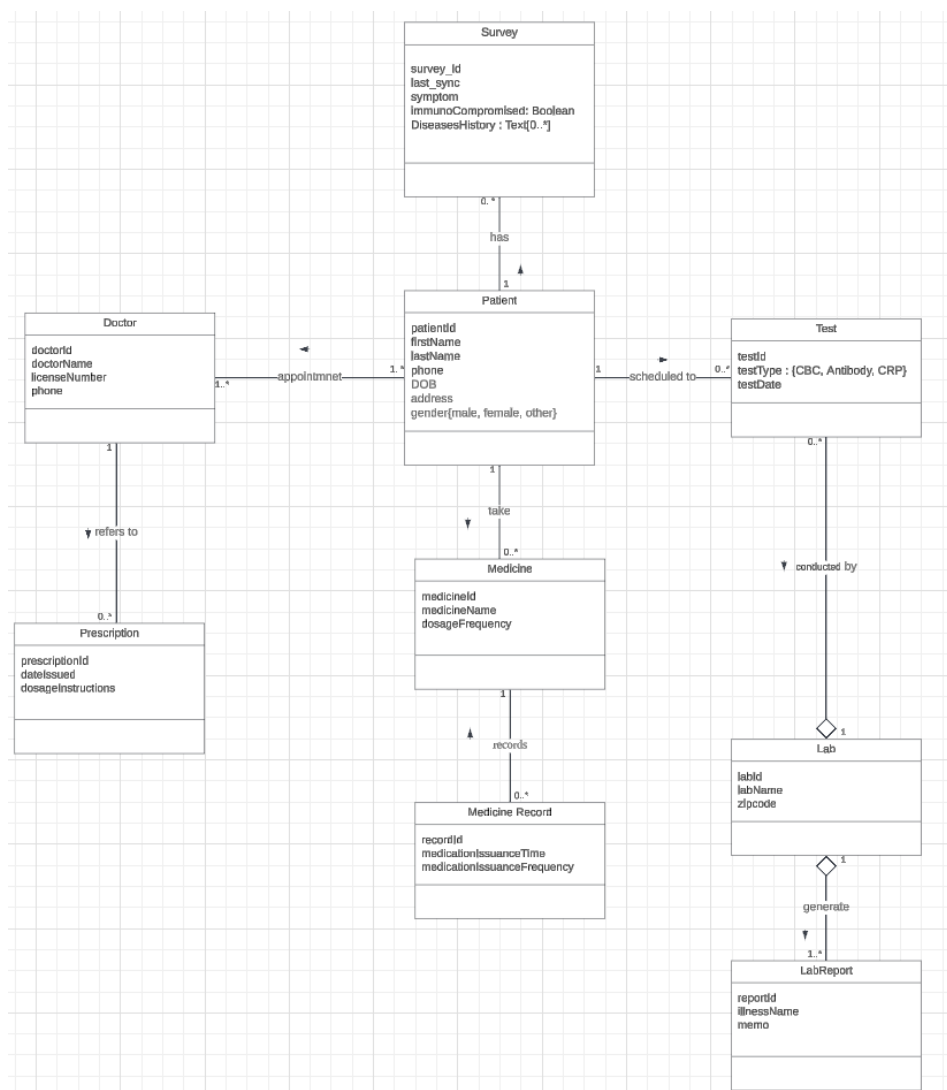 Survey
survey_id
last_sync
symptom
immunoCompromised: Boolean
DiseasesHistory : Text[0..*]
0..*
has
1
Patient
patientId
firstName
lastName
phone
DOB
address
gender{male, female, other}
Doctor
doctorId
doctorName
licenseNumber
phone
1..*
appointmnet
1..*
1
scheduled to
0..*
Test
testId
testType : {CBC, Antibody, CRP}
testDate
1
refers to
0..*
Prescription
prescriptionId
dateIssued
dosageInstructions
1
take
0..*
Medicine
medicineId
medicineName
dosageFrequency
1
records
0..*
Medicine Record
recordId
medicationIssuanceTime
medicationIssuanceFrequency
0..*
conducted by
1
Lab
labId
labName
zipcode
1
generate
1..*
LabReport
reportId
illnessName
memo